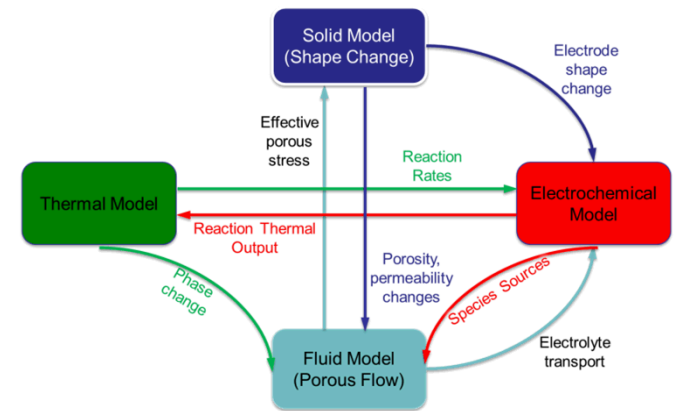 Solid Model
(Shape Change)
Electrode
shape
change
Effective
porous
stress
Reaction
Rates
Thermal Model
Electrochemical
Model
Reaction Thermal
Output
Phase
change
Porosity,
permeability
changes
Species Sources
Fluid Model
(Porous Flow)
Electrolyte
transport